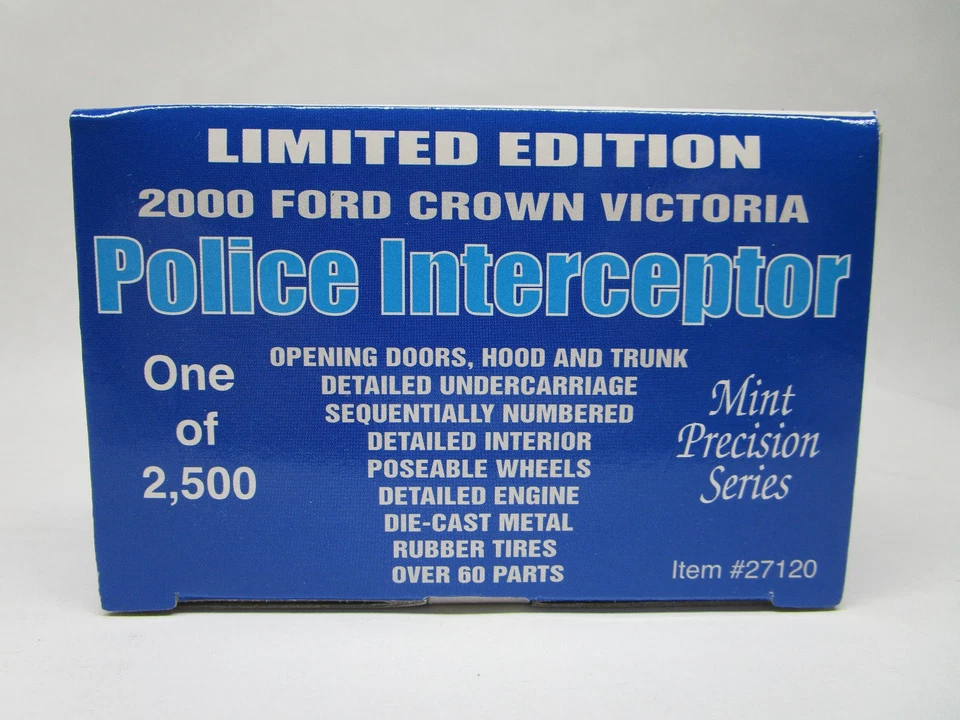 LIMITED EDITION
2000 FORD CROWN VICTORIA
Police Interceptor
One
of
2,500
OPENING DOORS, HOOD AND TRUNK
DETAILED UNDERCARRIAGE
SEQUENTIALLY NUMBERED
DETAILED INTERIOR
POSEABLE WHEELS
DETAILED ENGINE
DIE-CAST METAL
RUBBER TIRES
OVER 60 PARTS
Mint
Precision
Series
Item #27120